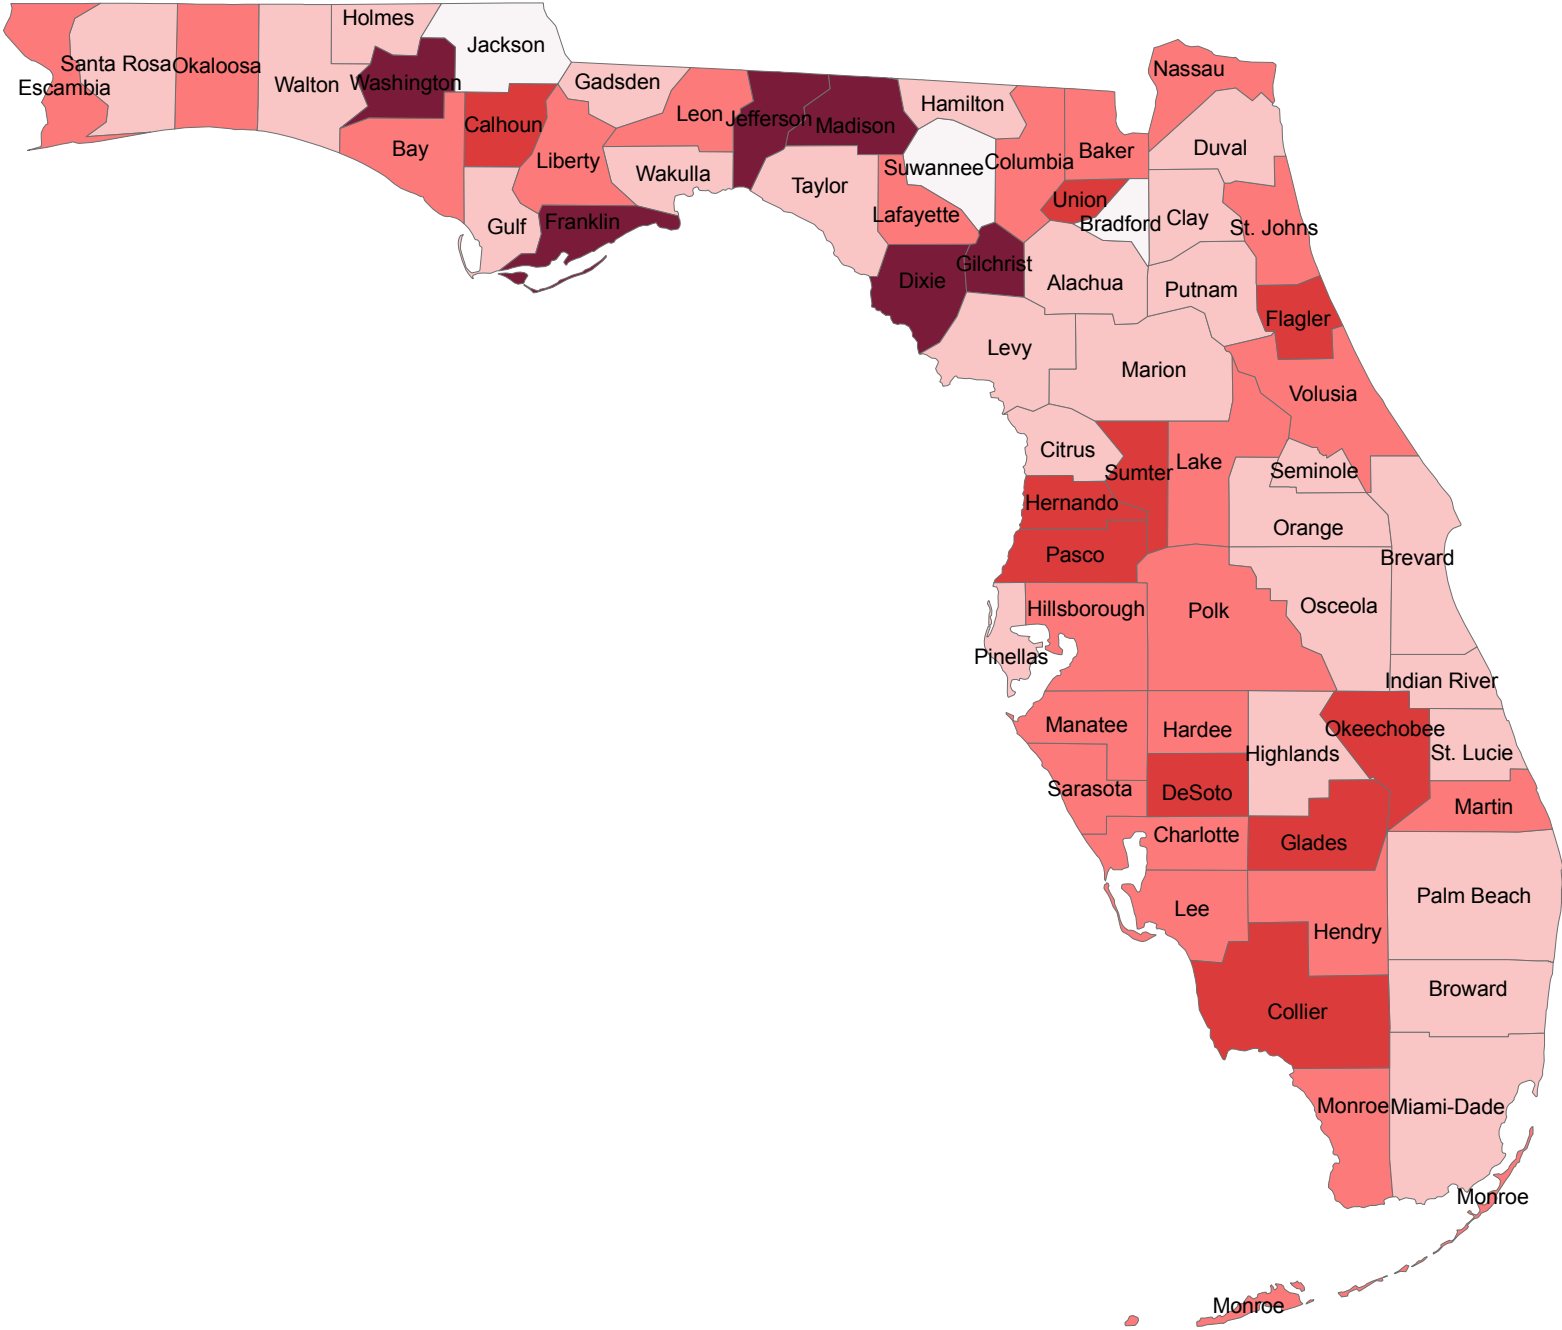 Holmes
Jackson
Santa Rosa
Okaloosa
Escambia
Walton
Washington
Gadsden
Nassau
Hamilton
Leon
Jefferson
Madison
Calhoun
Bay
Liberty
Duval
Baker
Columbia
Suwannee
Wakulla
Taylor
Union
Lafayette
Bradford
Clay
Gulf
Franklin
St. Johns
Gilchrist
Dixie
Alachua
Putnam
Flagler
Levy
Marion
Volusia
Citrus
Lake
Sumter
Seminole
Hernando
Orange
Pasco
Brevard
Hillsborough
Polk
Osceola
Pinellas
Indian River
Manatee
Hardee
Okeechobee
Highlands
St. Lucie
Sarasota
DeSoto
Martin
Charlotte
Glades
Palm Beach
Lee
Hendry
Broward
Collier
Monroe
Miami-Dade
Monroe
Monroe